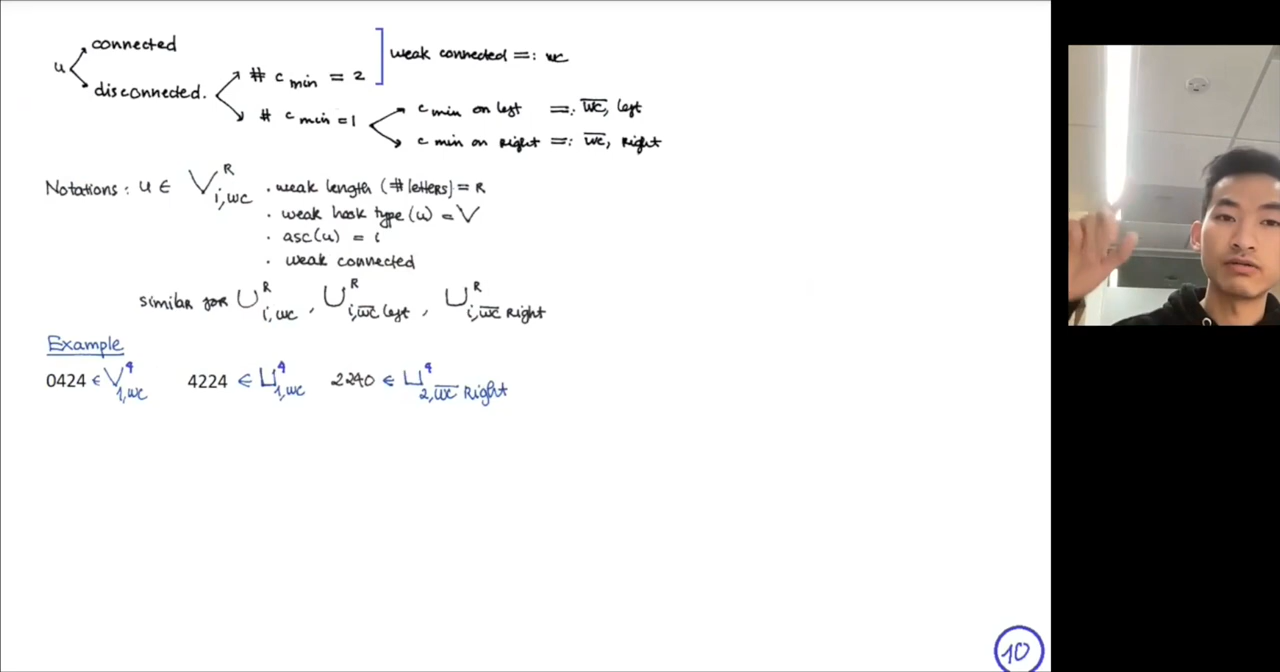 u → connected
→ disconnected. → # c min = 2 ] weak connected =: wc
→ # c min = 1 → c min on left =: w̅c̅, left
→ c min on right =: w̅c̅, right
Notations: u ∈ V^R_{i,wc} · weak length (# letters) = R
· weak hook type (u) = V
· asc(u) = i
· weak connected
similar for U^R_{i,wc}, U^R_{i,w̅c̅ left}, U^R_{i,w̅c̅ Right}
Example
0424 ∈ V^4_{1,wc} 4224 ∈ ⊔^4_{1,wc} 2240 ∈ ⊔^4_{2,w̅c̅ Right}
10